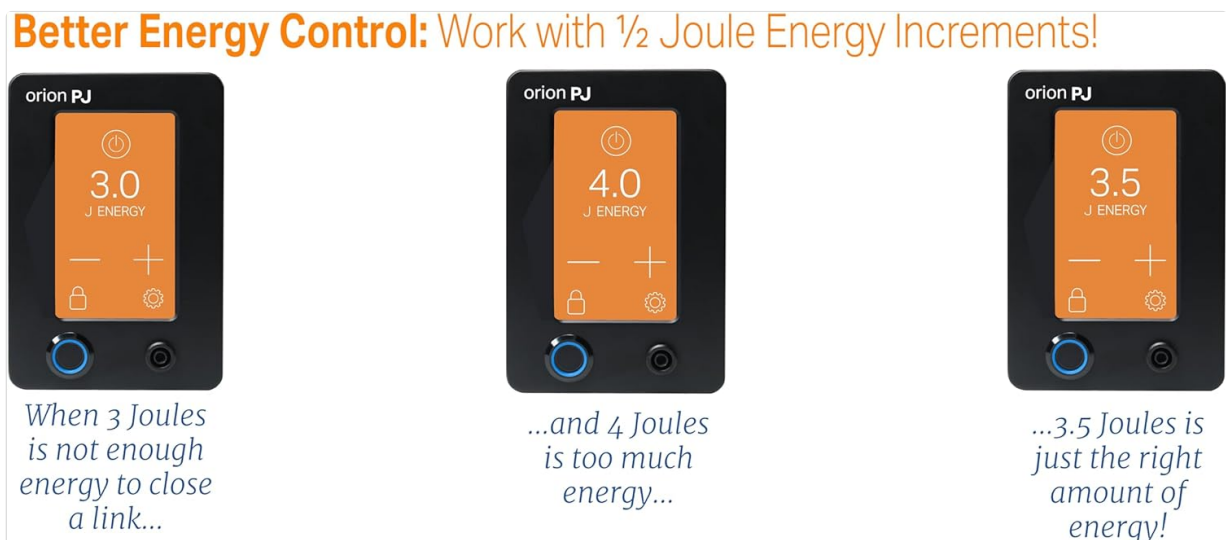 Better Energy Control: Work with ½ Joule Energy Increments!
orion PJ
3.0
J ENERGY
When 3 Joules
is not enough
energy to close
a link...
orion PJ
4.0
J ENERGY
...and 4 Joules
is too much
energy...
orion PJ
3.5
J ENERGY
...3.5 Joules is
just the right
amount of
energy!